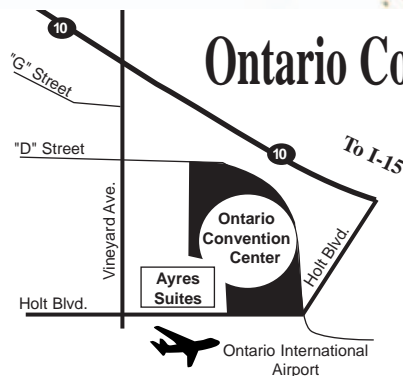 10
Ontario Co
"G" Street
"D" Street
10
To I-15
Vineyard Ave.
Ontario
Convention
Center
Holt Blvd.
Ayres
Suites
Holt Blvd.
Ontario International
Airport